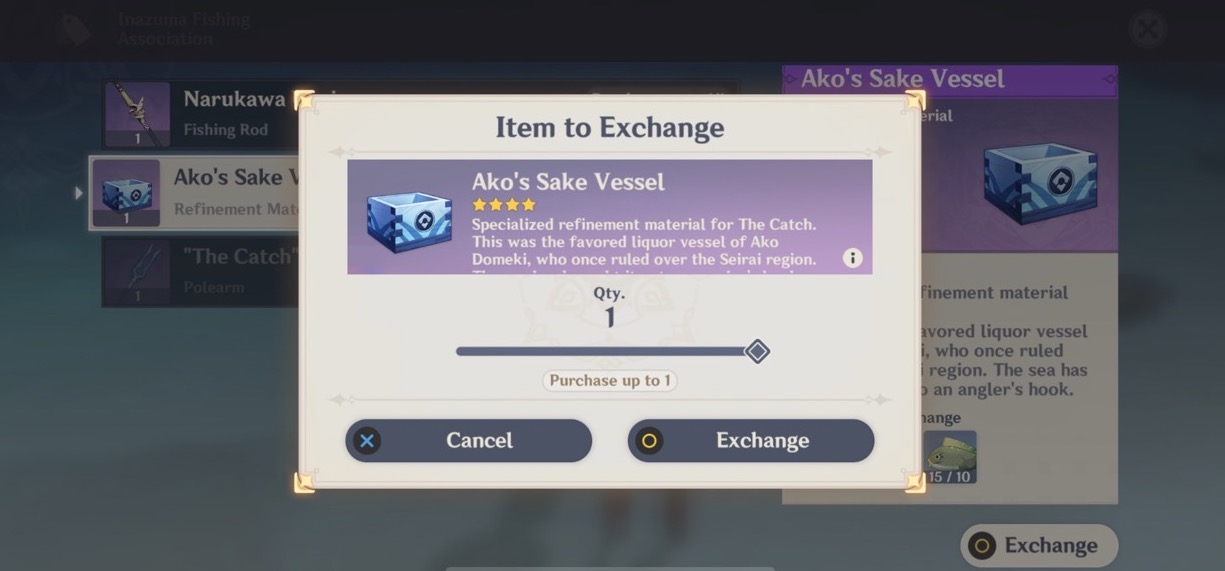 Inazuma Fishing
Association
Narukawa
Fishing Rod
1
Ako's Sake V
Refinement Mat
1
"The Catch"
Polearm
1
Item to Exchange
Ako's Sake Vessel
Specialized refinement material for The Catch.
This was the favored liquor vessel of Ako
Domeki, who once ruled over the Seirai region.
Qty.
1
Purchase up to 1
Cancel
Exchange
Ako's Sake Vessel
erial
finement material
avored liquor vessel
i, who once ruled
i region. The sea has
o an angler's hook.
hange
15 / 10
Exchange